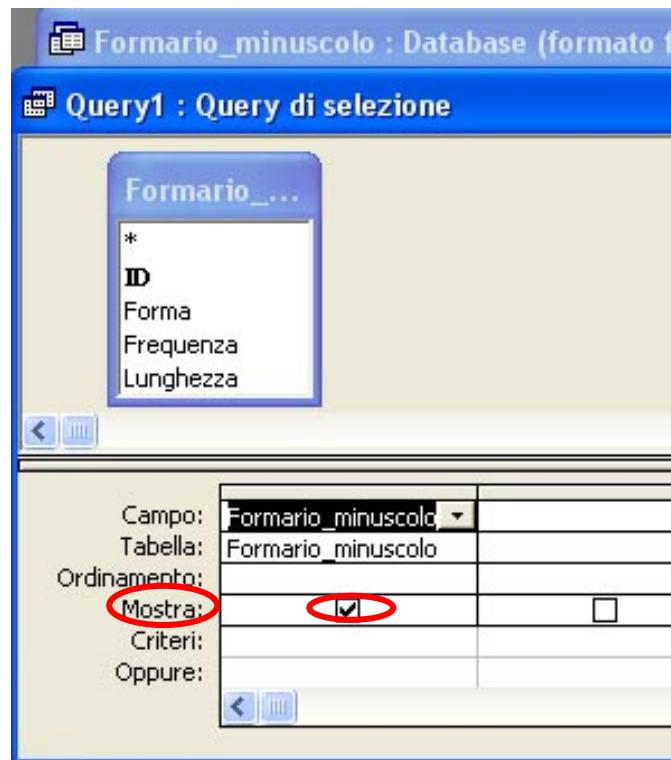 Formario_minuscolo : Database (formato f
Query1 : Query di selezione
Formario_...
*
ID
Forma
Frequenza
Lunghezza
Campo: Formario_minuscolo
Tabella: Formario_minuscolo
Ordinamento:
Mostra:
Criteri:
Oppure: